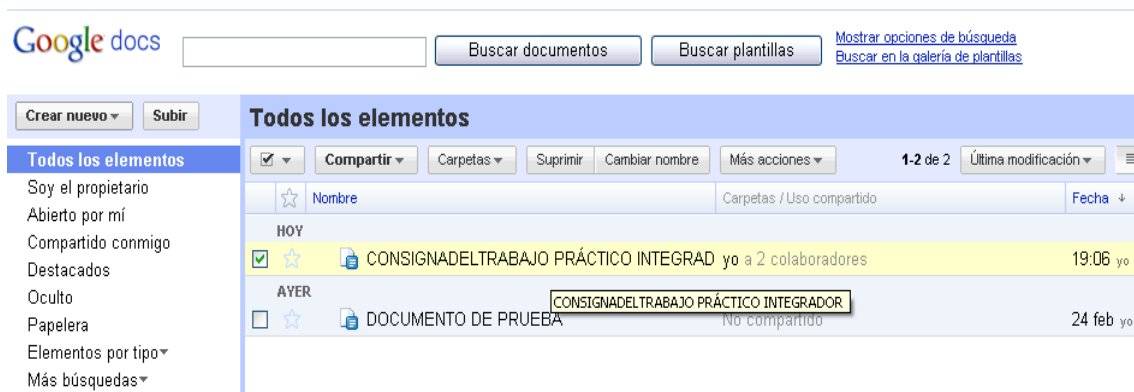 Google docs
Buscar documentos
Buscar plantillas
Mostrar opciones de búsqueda
Buscar en la galería de plantillas
Crear nuevo
Subir
Todos los elementos
Todos los elementos
Soy el propietario
Abierto por mí
Compartido conmigo
Destacados
Oculto
Papelera
Elementos por tipo
Más búsquedas
Compartir
Carpetas
Suprimir
Cambiar nombre
Más acciones
1-2 de 2
Última modificación
Nombre
Carpetas / Uso compartido
Fecha
HOY
CONSIGNADELTRABAJO PRÁCTICO INTEGRAD yo a 2 colaboradores 19:06 yo
CONSIGNADELTRABAJO PRÁCTICO INTEGRADOR
AYER
DOCUMENTO DE PRUEBA No compartido 24 feb yo